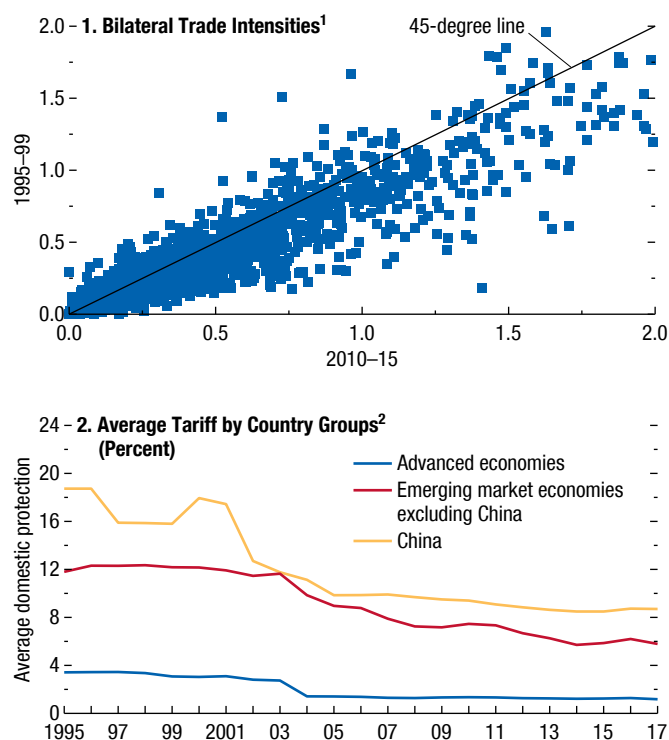 1. Bilateral Trade Intensities¹
45-degree line
2.0
1.5
1.0
0.5
0.0
1995–99
0.0 0.5 1.0 1.5 2.0
2010–15
2. Average Tariff by Country Groups²
(Percent)
24
20
16
12
8
4
0
Average domestic protection
Advanced economies
Emerging market economies
excluding China
China
1995 97 99 2001 03 05 07 09 11 13 15 17